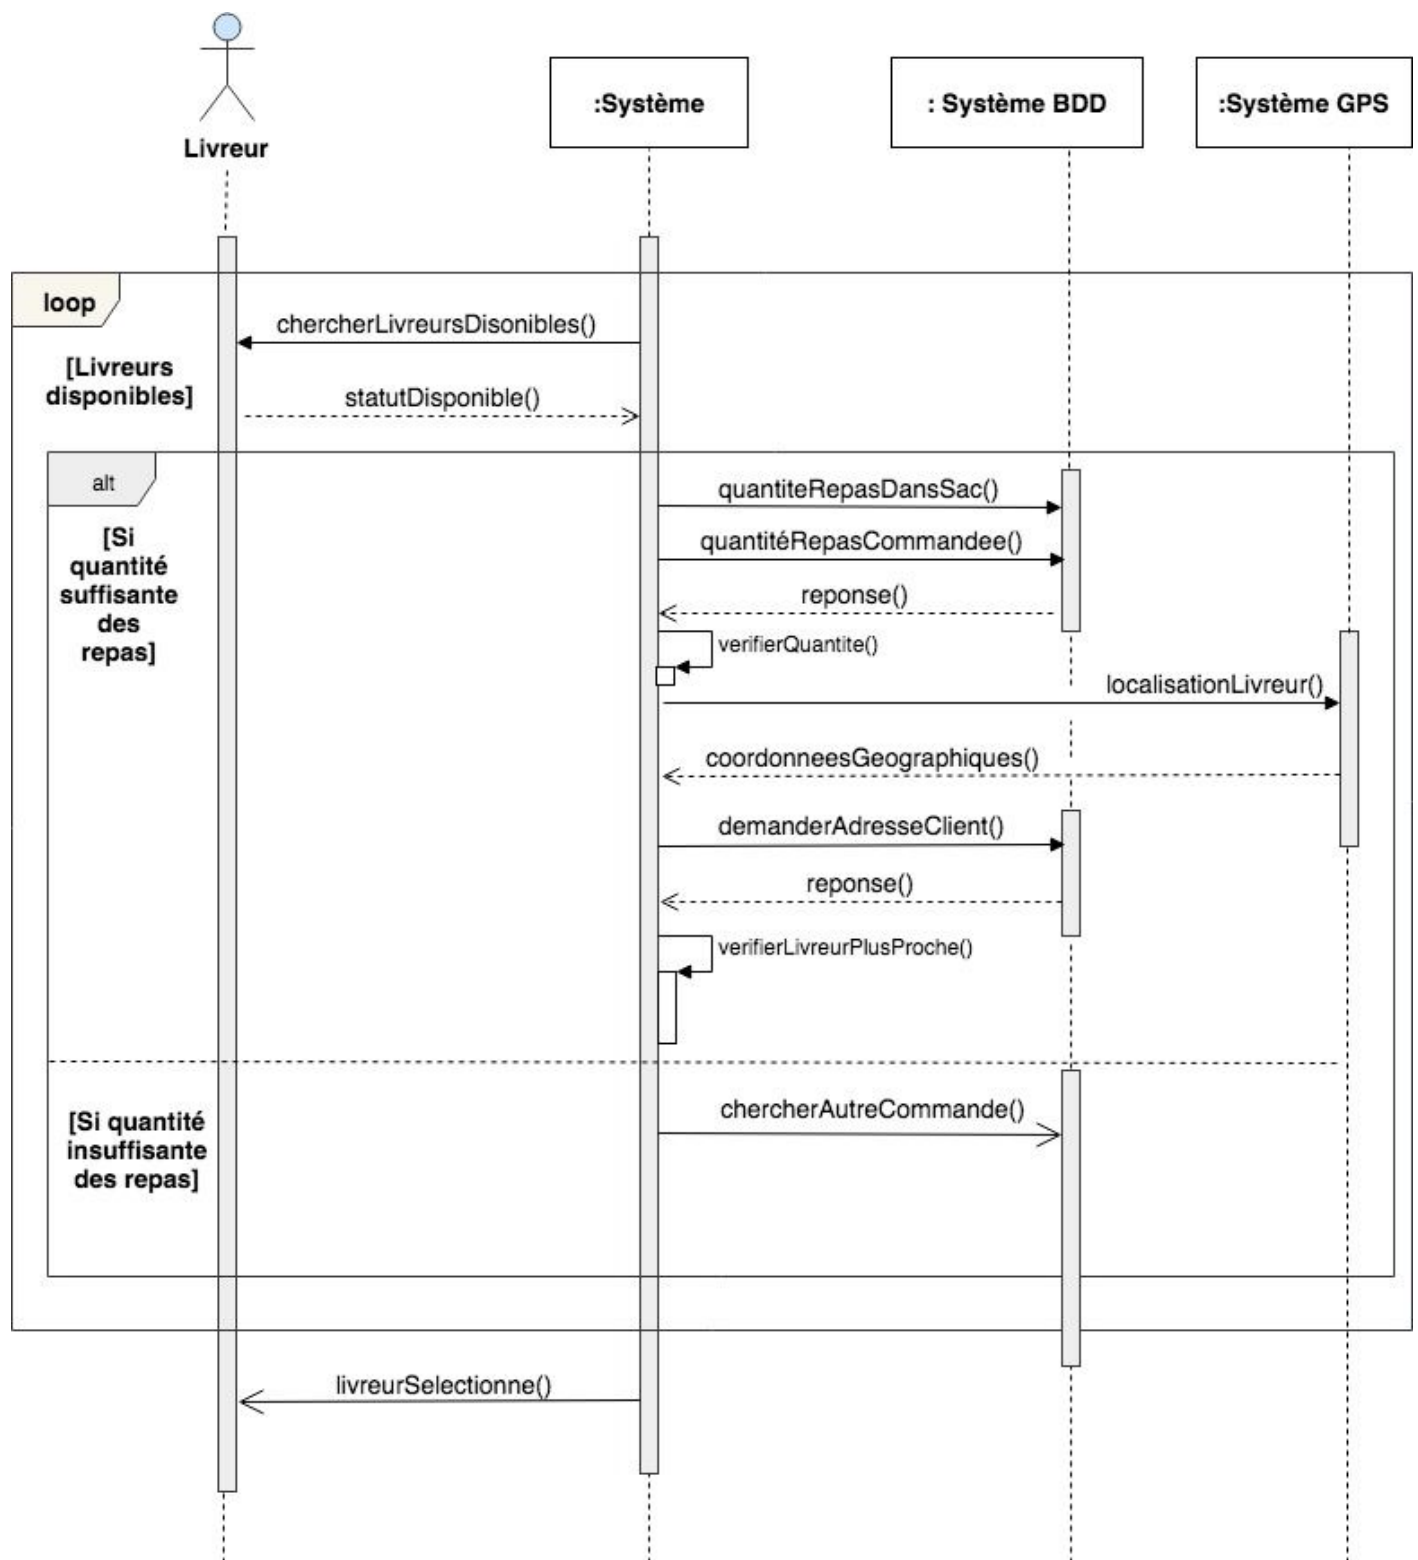 Livreur
:Système
: Système BDD
:Système GPS
loop
[Livreurs
disponibles]
chercherLivreursDisonibles()
statutDisponible()
alt
[Si
quantité
suffisante
des
repas]
quantiteRepasDansSac()
quantitéRepasCommandee()
reponse()
verifierQuantite()
localisationLivreur()
coordonneesGeographiques()
demanderAdresseClient()
reponse()
verifierLivreurPlusProche()
[Si quantité
insuffisante
des repas]
chercherAutreCommande()
livreurSelectionne()